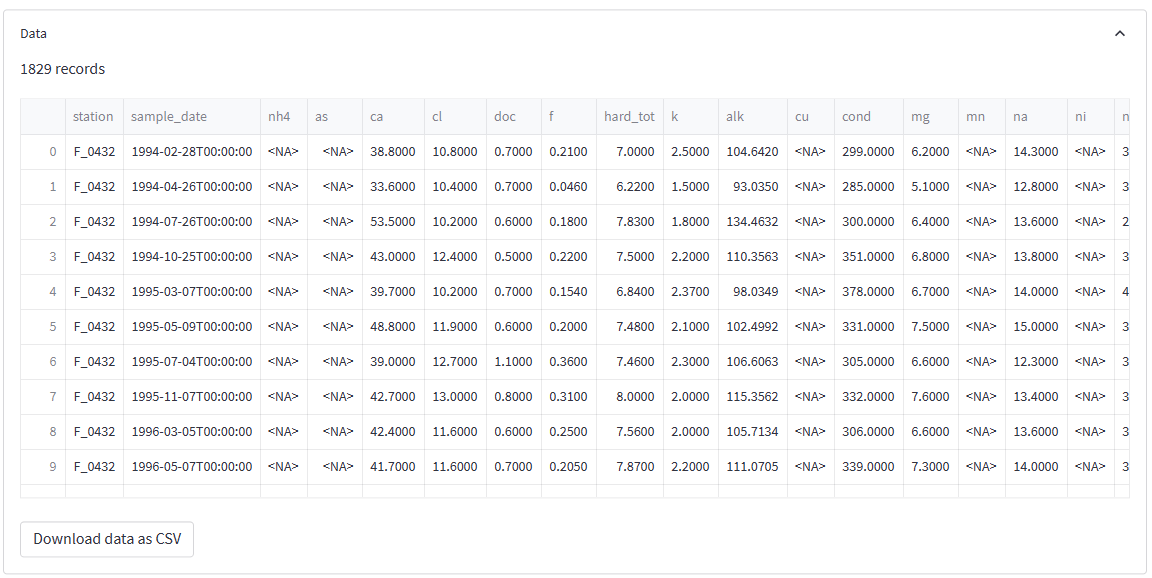 Data
1829 records
station sample_date nh4 as ca cl doc f hard_tot k alk cu cond mg mn na ni n
0 F_0432 1994-02-28T00:00:00 <NA> <NA> 38.8000 10.8000 0.7000 0.2100 7.0000 2.5000 104.6420 <NA> 299.0000 6.2000 <NA> 14.3000 <NA> 3
1 F_0432 1994-04-26T00:00:00 <NA> <NA> 33.6000 10.4000 0.7000 0.0460 6.2200 1.5000 93.0350 <NA> 285.0000 5.1000 <NA> 12.8000 <NA> 3
2 F_0432 1994-07-26T00:00:00 <NA> <NA> 53.5000 10.2000 0.6000 0.1800 7.8300 1.8000 134.4632 <NA> 300.0000 6.4000 <NA> 13.6000 <NA> 2
3 F_0432 1994-10-25T00:00:00 <NA> <NA> 43.0000 12.4000 0.5000 0.2200 7.5000 2.2000 110.3563 <NA> 351.0000 6.8000 <NA> 13.8000 <NA> 3
4 F_0432 1995-03-07T00:00:00 <NA> <NA> 39.7000 10.2000 0.7000 0.1540 6.8400 2.3700 98.0349 <NA> 378.0000 6.7000 <NA> 14.0000 <NA> 4
5 F_0432 1995-05-09T00:00:00 <NA> <NA> 48.8000 11.9000 0.6000 0.2000 7.4800 2.1000 102.4992 <NA> 331.0000 7.5000 <NA> 15.0000 <NA> 3
6 F_0432 1995-07-04T00:00:00 <NA> <NA> 39.0000 12.7000 1.1000 0.3600 7.4600 2.3000 106.6063 <NA> 305.0000 6.6000 <NA> 12.3000 <NA> 3
7 F_0432 1995-11-07T00:00:00 <NA> <NA> 42.7000 13.0000 0.8000 0.3100 8.0000 2.0000 115.3562 <NA> 332.0000 7.6000 <NA> 13.4000 <NA> 3
8 F_0432 1996-03-05T00:00:00 <NA> <NA> 42.4000 11.6000 0.6000 0.2500 7.5600 2.0000 105.7134 <NA> 306.0000 6.6000 <NA> 13.6000 <NA> 3
9 F_0432 1996-05-07T00:00:00 <NA> <NA> 41.7000 11.6000 0.7000 0.2050 7.8700 2.2000 111.0705 <NA> 339.0000 7.3000 <NA> 14.0000 <NA> 3
Download data as CSV